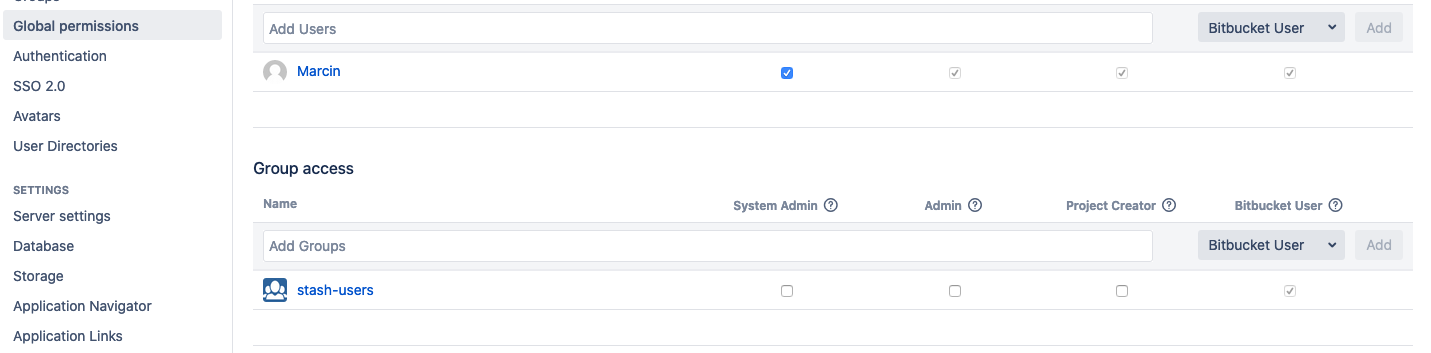 Groups
Global permissions
Authentication
SSO 2.0
Avatars
User Directories
SETTINGS
Server settings
Database
Storage
Application Navigator
Application Links
Add Users Bitbucket User Add
Marcin
Group access
Name System Admin ? Admin ? Project Creator ? Bitbucket User ?
Add Groups Bitbucket User Add
stash-users